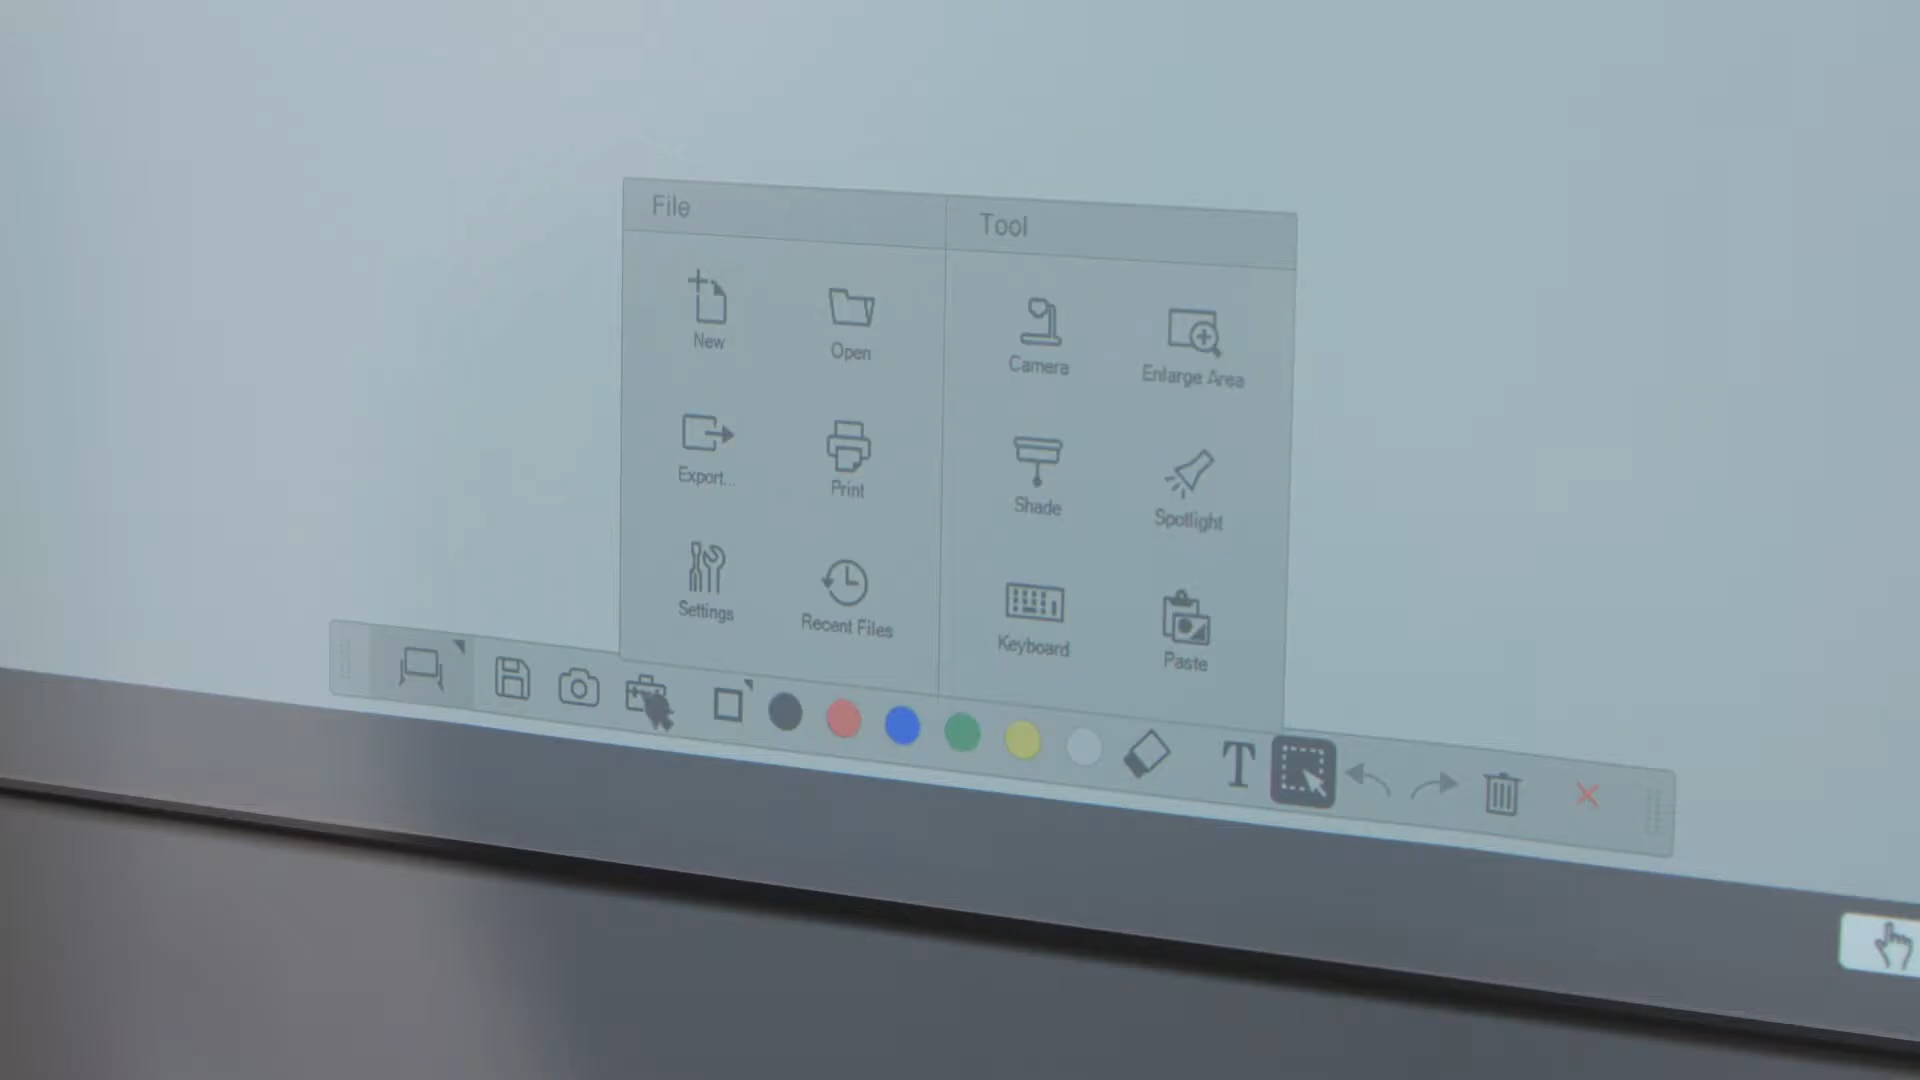 File
Tool
New
Open
Camera
Enlarge Area
Export...
Print
Shade
Spotlight
Settings
Recent Files
Keyboard
Paste
T